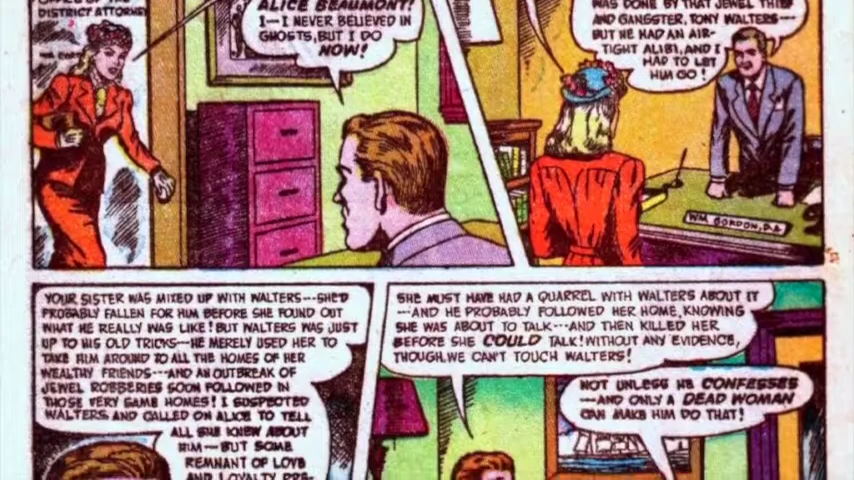 OFFICE OF THE
DISTRICT ATTORNEY
ALICE BEAUMONT!
I--I NEVER BELIEVED IN
GHOSTS, BUT I DO
NOW!
WAS DONE BY THAT JEWEL THIEF
AND GANGSTER, TONY WALTERS--
BUT HE HAD AN AIR-
TIGHT ALIBI, AND I
HAD TO LET
HIM GO!
WM. GORDON, D.A.
YOUR SISTER WAS MIXED UP WITH WALTERS---SHE'D
PROBABLY FALLEN FOR HIM BEFORE SHE FOUND OUT
WHAT HE REALLY WAS LIKE! BUT WALTERS WAS JUST
UP TO HIS OLD TRICKS---HE MERELY USED HER TO
TAKE HIM AROUND TO ALL THE HOMES OF HER
WEALTHY FRIENDS---AND AN OUTBREAK OF
JEWEL ROBBERIES SOON FOLLOWED IN
THOSE VERY SAME HOMES! I SUSPECTED
WALTERS AND CALLED ON ALICE TO TELL
ALL SHE KNEW ABOUT
HIM---BUT SOME
REMNANT OF LOVE
AND LOYALTY PRE-
SHE MUST HAVE HAD A QUARREL WITH WALTERS ABOUT IT
---AND HE PROBABLY FOLLOWED HER HOME, KNOWING
SHE WAS ABOUT TO TALK---AND THEN KILLED HER
BEFORE SHE COULD TALK! WITHOUT ANY EVIDENCE,
THOUGH, WE CAN'T TOUCH WALTERS!
NOT UNLESS HE CONFESSES
---AND ONLY A DEAD WOMAN
CAN MAKE HIM DO THAT!